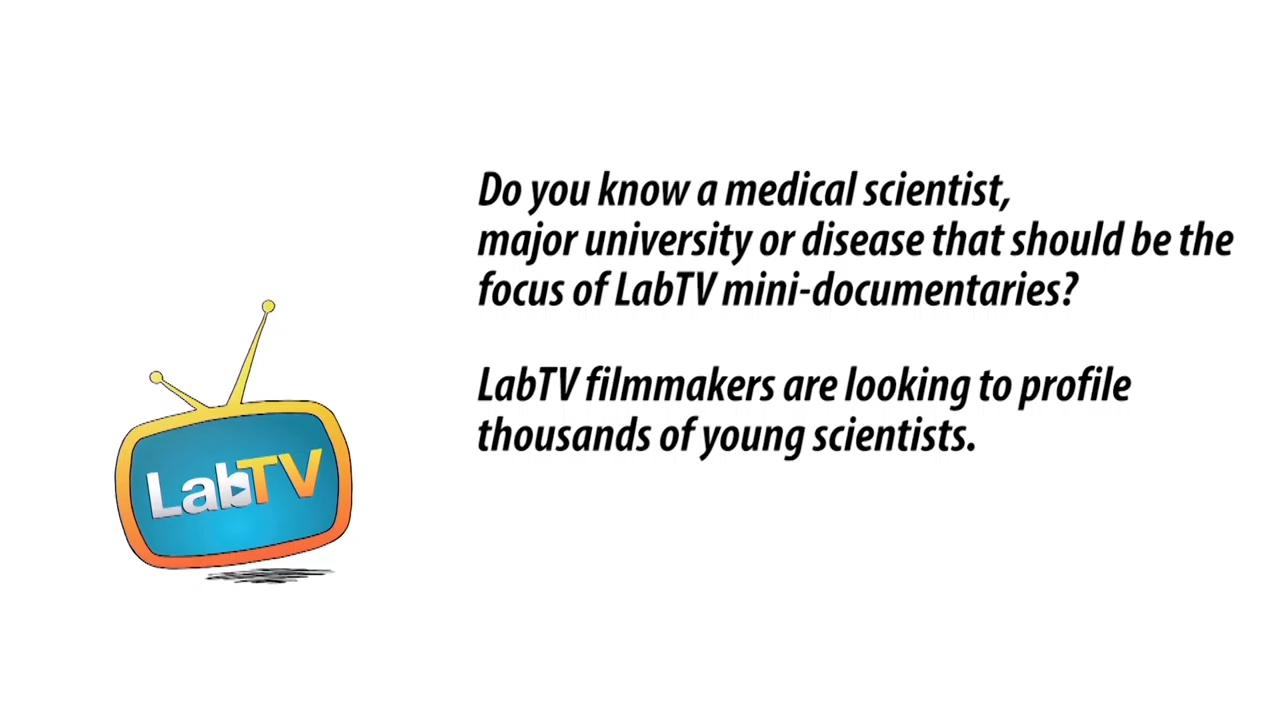 Do you know a medical scientist,
major university or disease that should be the
focus of LabTV mini-documentaries?
LabTV filmmakers are looking to profile
thousands of young scientists.
LabTV